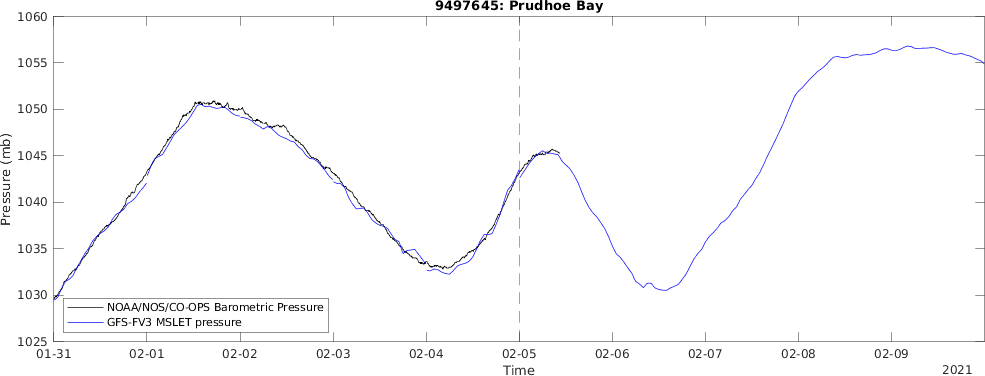 9497645: Prudhoe Bay
Pressure (mb)
1060
1055
1050
1045
1040
1035
1030
1025
NOAA/NOS/CO-OPS Barometric Pressure
GFS-FV3 MSLET pressure
01-31 02-01 02-02 02-03 02-04 02-05 02-06 02-07 02-08 02-09
Time
2021